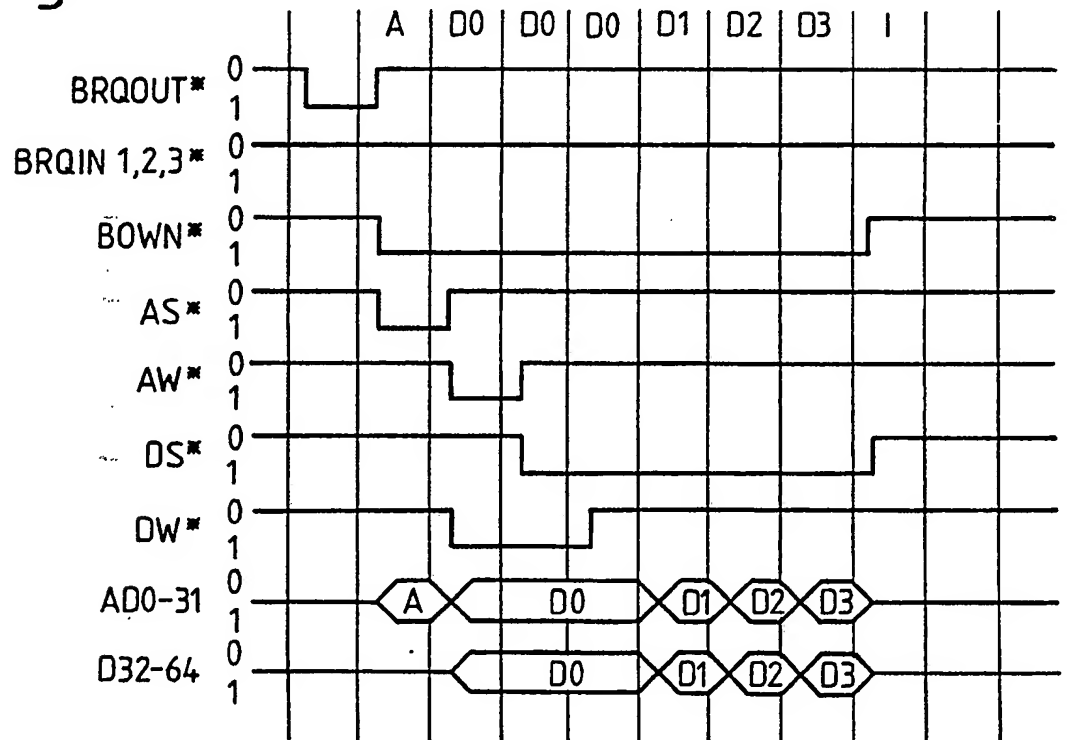 A D0 D0 D0 D1 D2 D3 I
BRQOUT* 0
1
BRQIN 1,2,3* 0
1
BOWN* 0
1
AS* 0
1
AW* 0
1
DS* 0
1
DW* 0
1
AD0-31 0 A D0 D1 D2 D3
1
D32-64 0 D0 D1 D2 D3
1